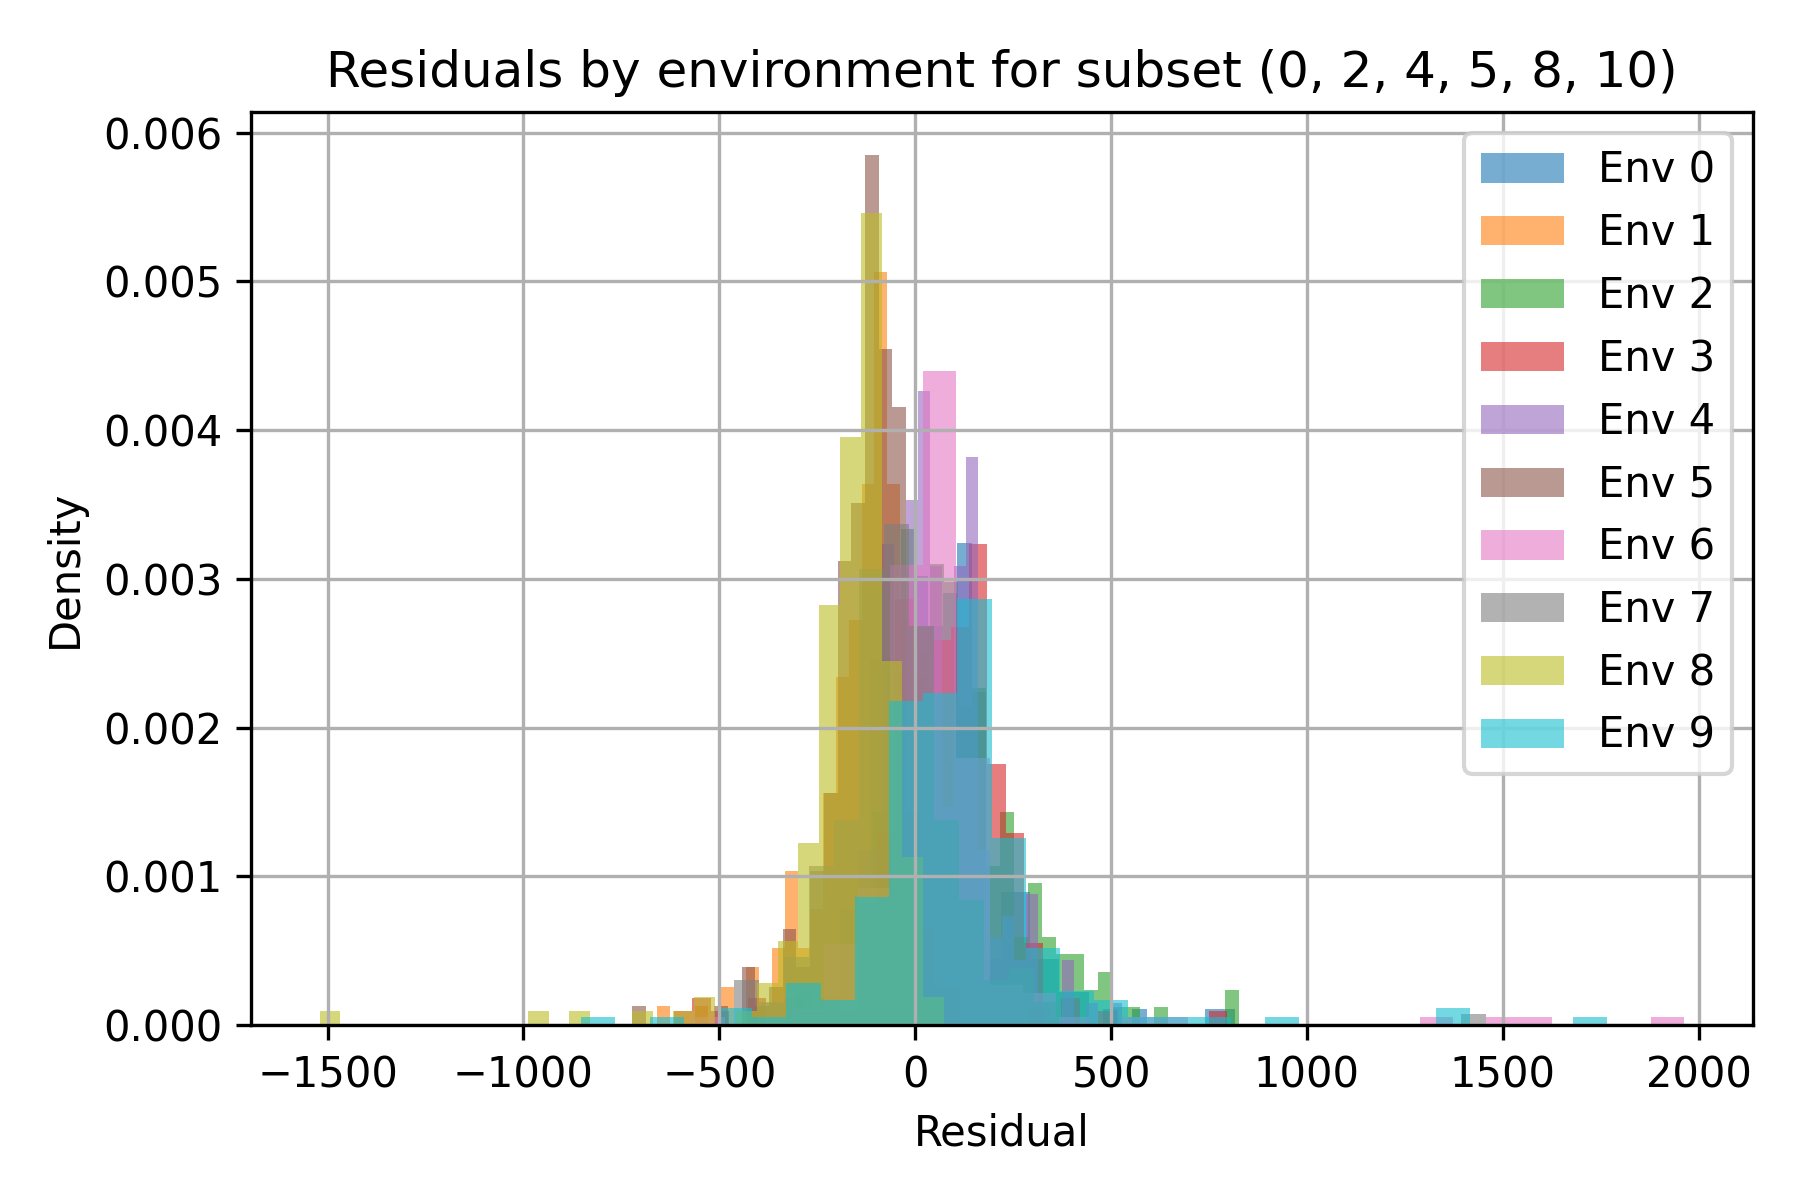 Residuals by environment for subset (0, 2, 4, 5, 8, 10)
0.006
0.005
0.004
0.003
0.002
0.001
0.000
Density
−1500
−1000
−500
0
500
1000
1500
2000
Residual
Env 0
Env 1
Env 2
Env 3
Env 4
Env 5
Env 6
Env 7
Env 8
Env 9